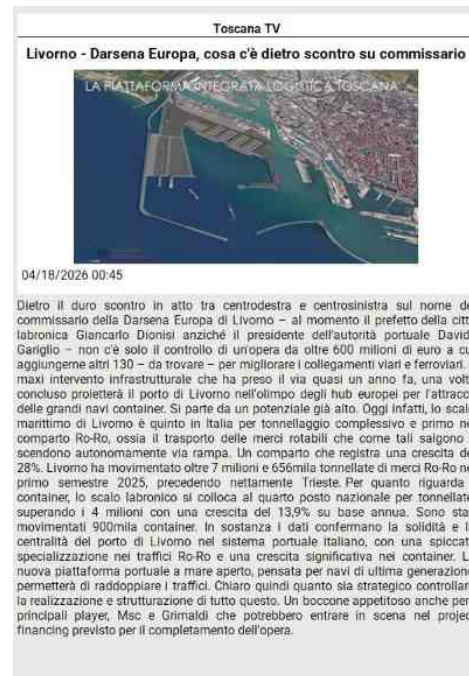 Toscana TV
Livorno - Darsena Europa, cosa c'è dietro scontro su commissario
LA PIATTAFORMA INTEGRATA LOGISTICA TOSCANA
04/18/2026 00:45
Dietro il duro scontro in atto tra centrodestra e centrosinistra sul nome de
commissario della Darsena Europa di Livorno – al momento il prefetto della citt
labronica Giancarlo Dionisi anziché il presidente dell'autorità portuale David
Gariglio – non c'è solo il controllo di un'opera da oltre 600 milioni di euro a cu
aggiungerne altri 130 – da trovare – per migliorare i collegamenti viari e ferroviari.
maxi intervento infrastrutturale che ha preso il via quasi un anno fa, una volt
concluso proietterà il porto di Livorno nell'olimpo degli hub europei per l'attracc
delle grandi navi container. Si parte da un potenziale già alto. Oggi infatti, lo scal
marittimo di Livorno è quinto in Italia per tonnellaggio complessivo e primo ne
comparto Ro-Ro, ossia il trasporto delle merci rotabili che come tali salgono
scendono autonomamente via rampa. Un comparto che registra una crescita de
28%. Livorno ha movimentato oltre 7 milioni e 656mila tonnellate di merci Ro-Ro ne
primo semestre 2025, precedendo nettamente Trieste. Per quanto riguarda
container, lo scalo labronico si colloca al quarto posto nazionale per tonnellate
superando i 4 milioni con una crescita del 13,9% su base annua. Sono stat
movimentati 900mila container. In sostanza i dati confermano la solidità e l
centralità del porto di Livorno nel sistema portuale italiano, con una spiccat
specializzazione nei traffici Ro-Ro e una crescita significativa nei container. L
nuova piattaforma portuale a mare aperto, pensata per navi di ultima generazion
permetterà di raddoppiare i traffici. Chiaro quindi quanto sia strategico controllar
la realizzazione e strutturazione di tutto questo. Un boccone appetitoso anche per
principali player, Msc e Grimaldi che potrebbero entrare in scena nel projec
financing previsto per il completamento dell'opera.